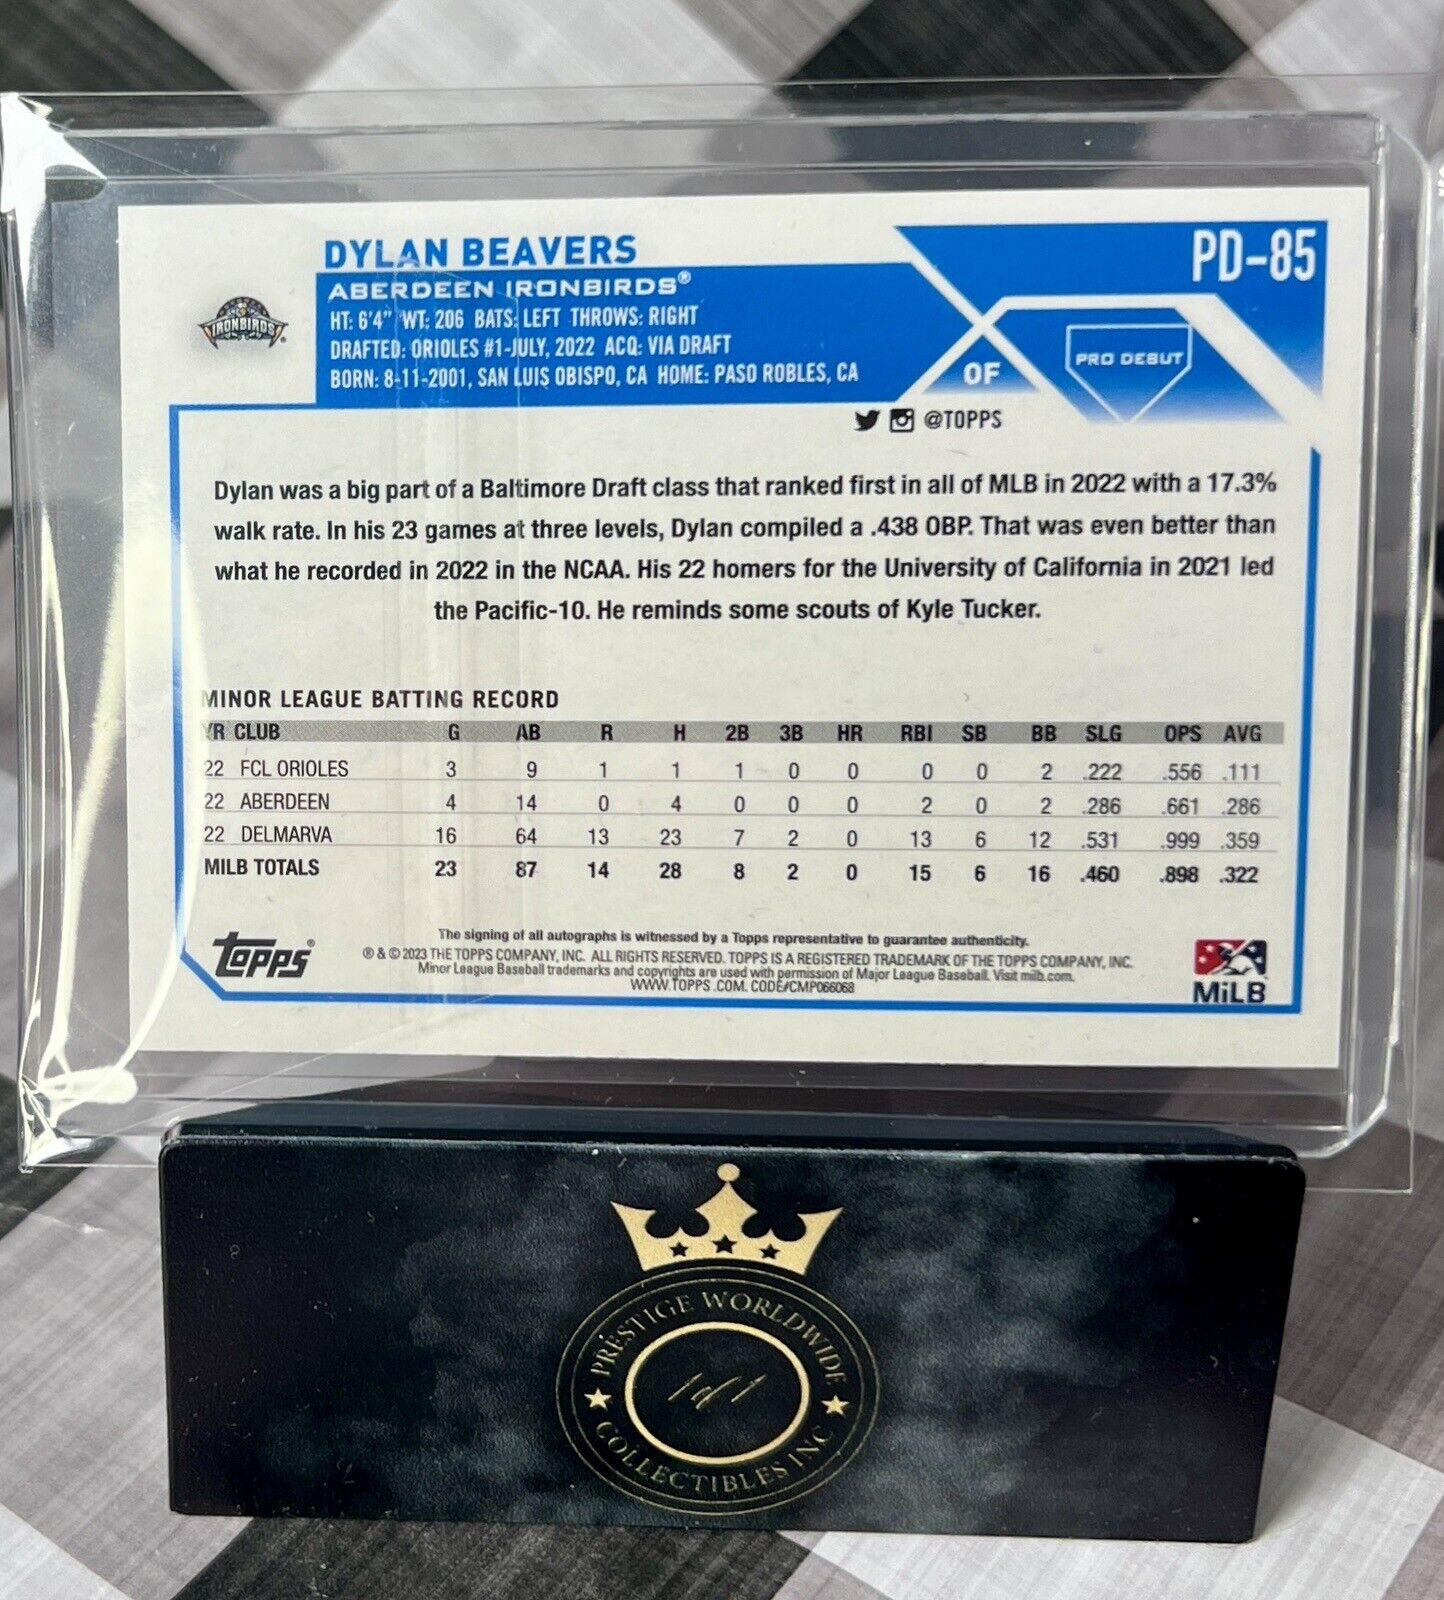 DYLAN BEAVERS
PD-85
ABERDEEN IRONBIRDS®
IRONBIRDS
HT: 6'4" WT: 206 BATS: LEFT THROWS: RIGHT
DRAFTED: ORIOLES #1-JULY, 2022 ACQ: VIA DRAFT
BORN: 8-11-2001, SAN LUIS OBISPO, CA HOME: PASO ROBLES, CA
OF
PRO DEBUT
@TOPPS
Dylan was a big part of a Baltimore Draft class that ranked first in all of MLB in 2022 with a 17.3%
walk rate. In his 23 games at three levels, Dylan compiled a .438 OBP. That was even better than
what he recorded in 2022 in the NCAA. His 22 homers for the University of California in 2021 led
the Pacific-10. He reminds some scouts of Kyle Tucker.
MINOR LEAGUE BATTING RECORD
YR CLUB G AB R H 2B 3B HR RBI SB BB SLG OPS AVG
22 FCL ORIOLES 3 9 1 1 1 0 0 0 0 2 .222 .556 .111
22 ABERDEEN 4 14 0 4 0 0 0 2 0 2 .286 .661 .286
22 DELMARVA 16 64 13 23 7 2 0 13 6 12 .531 .999 .359
MILB TOTALS 23 87 14 28 8 2 0 15 6 16 .460 .898 .322
topps®
The signing of all autographs is witnessed by a Topps representative to guarantee authenticity.
® & © 2023 THE TOPPS COMPANY, INC. ALL RIGHTS RESERVED. TOPPS IS A REGISTERED TRADEMARK OF THE TOPPS COMPANY, INC.
Minor League Baseball trademarks and copyrights are used with permission of Major League Baseball. Visit milb.com.
WWW.TOPPS.COM. CODE#CMP066068
MiLB
PRESTIGE WORLDWIDE
1of1
COLLECTIBLES INC